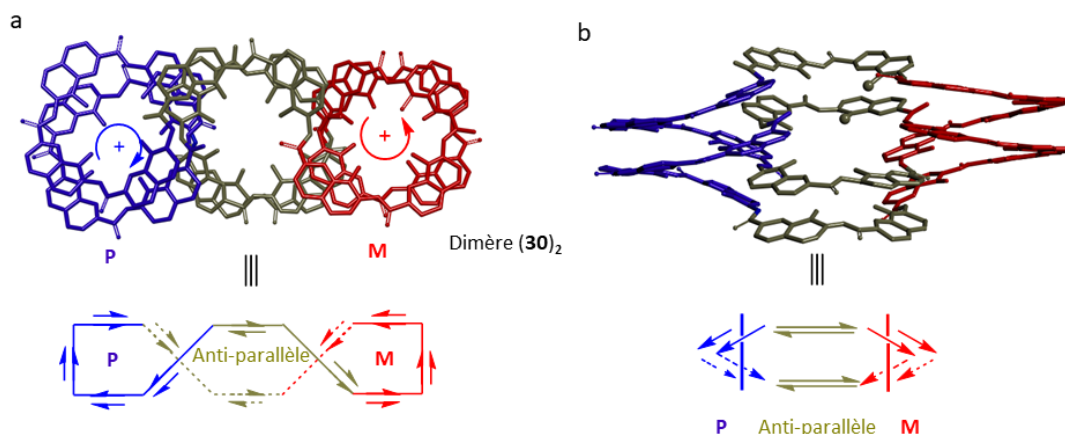 a
b
+
+
P
M
Dimère (30)₂
P
Anti-parallèle
M
P
Anti-parallèle
M